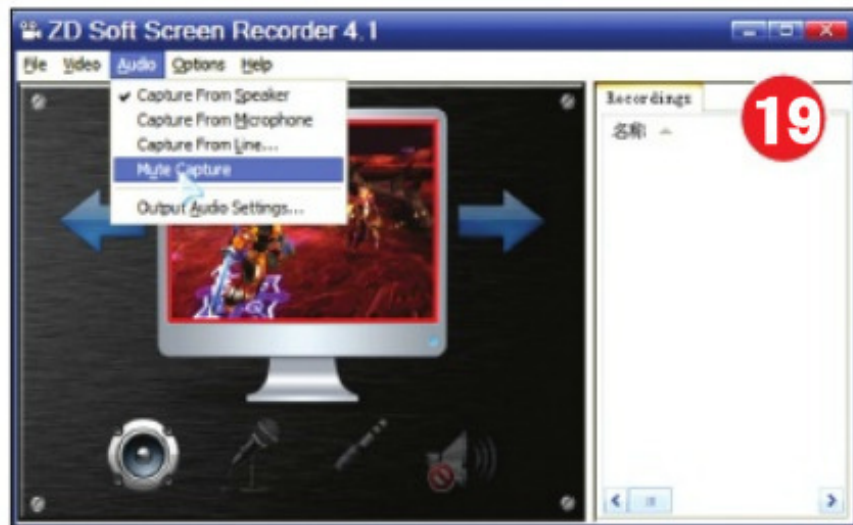 ZD Soft Screen Recorder 4.1
File Video Audio Options Help
Capture From Speaker
Capture From Microphone
Capture From Line...
Mute Capture
Output Audio Settings...
Recordings
名称
19